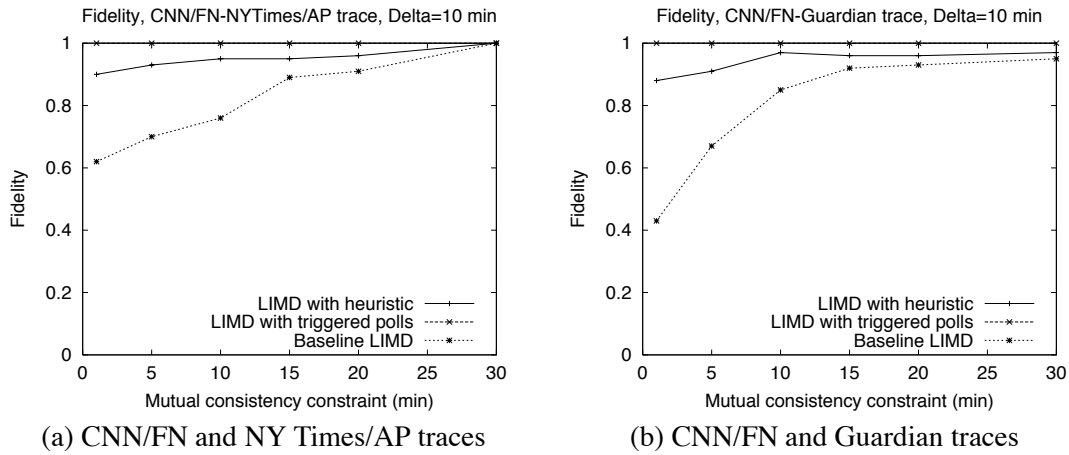 Fidelity, CNN/FN-NYTimes/AP trace, Delta=10 min
1
0.8
0.6
0.4
0.2
0
Fidelity
LIMD with heuristic
LIMD with triggered polls
Baseline LIMD
0 5 10 15 20 25 30
Mutual consistency constraint (min)
(a) CNN/FN and NY Times/AP traces
Fidelity, CNN/FN-Guardian trace, Delta=10 min
1
0.8
0.6
0.4
0.2
0
Fidelity
LIMD with heuristic
LIMD with triggered polls
Baseline LIMD
0 5 10 15 20 25 30
Mutual consistency constraint (min)
(b) CNN/FN and Guardian traces